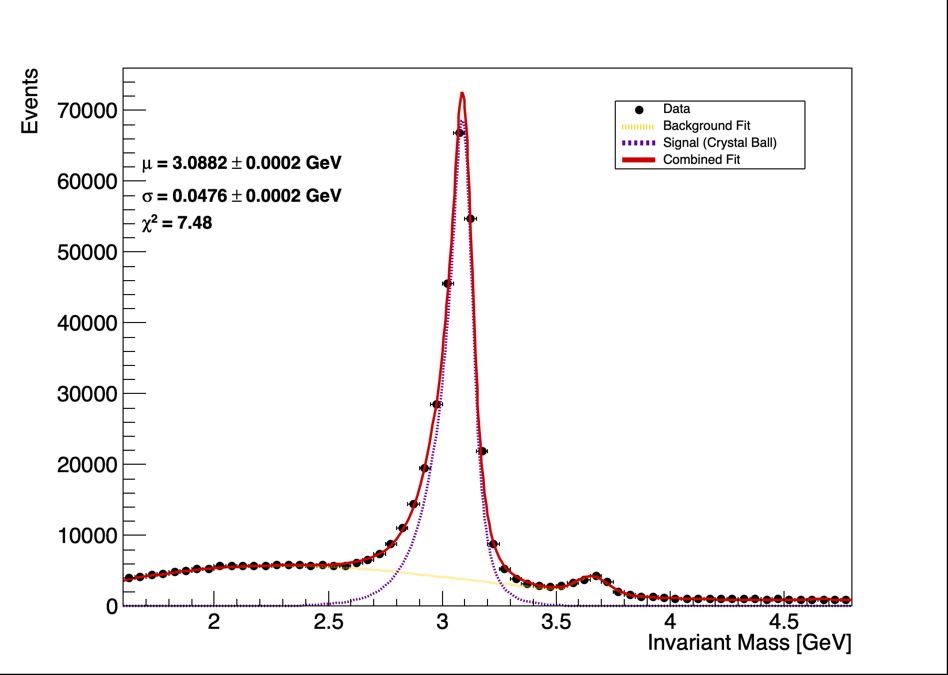 Events
70000
60000
50000
40000
30000
20000
10000
0
μ = 3.0882 ± 0.0002 GeV
σ = 0.0476 ± 0.0002 GeV
χ² = 7.48
Data
Background Fit
Signal (Crystal Ball)
Combined Fit
2 2.5 3 3.5 4 4.5
Invariant Mass [GeV]